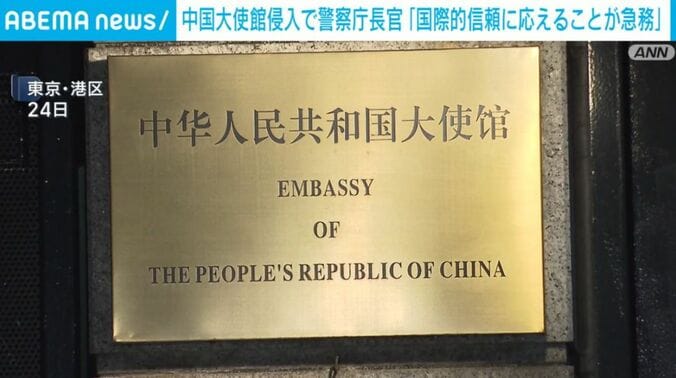 ABEMA news/
中国大使館侵入で警察庁長官「国際的信頼に応えることが急務」
ANN
東京・港区
24日
中华人民共和国大使馆
EMBASSY
OF
THE PEOPLE'S REPUBLIC OF CHINA